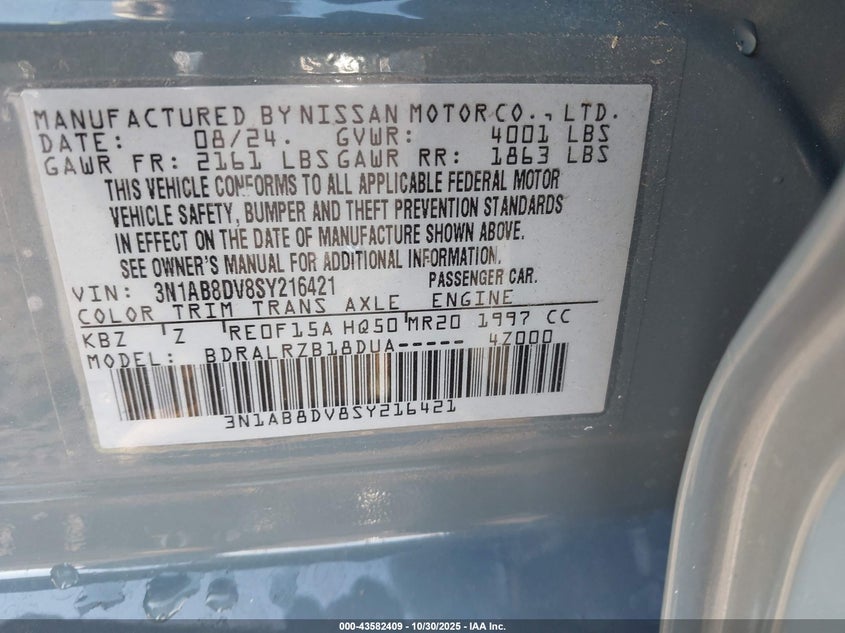 MANUFACTURED BY NISSAN MOTOR CO., LTD.
DATE: 08/24. GVWR: 4001 LBS
GAWR FR: 2161 LBS GAWR RR: 1863 LBS
THIS VEHICLE CONFORMS TO ALL APPLICABLE FEDERAL MOTOR
VEHICLE SAFETY, BUMPER AND THEFT PREVENTION STANDARDS
IN EFFECT ON THE DATE OF MANUFACTURE SHOWN ABOVE.
SEE OWNER'S MANUAL FOR ADDITIONAL INFORMATION.
VIN: 3N1AB8DV8SY216421 PASSENGER CAR.
COLOR TRIM TRANS AXLE ENGINE
KBZ Z RE0F15A HQ50 MR20 1997 CC
MODEL: BDRALRZB18DUA----- 4Z000
3N1AB8DV8SY216421
000-43582409 - 10/30/2025 - IAA Inc.